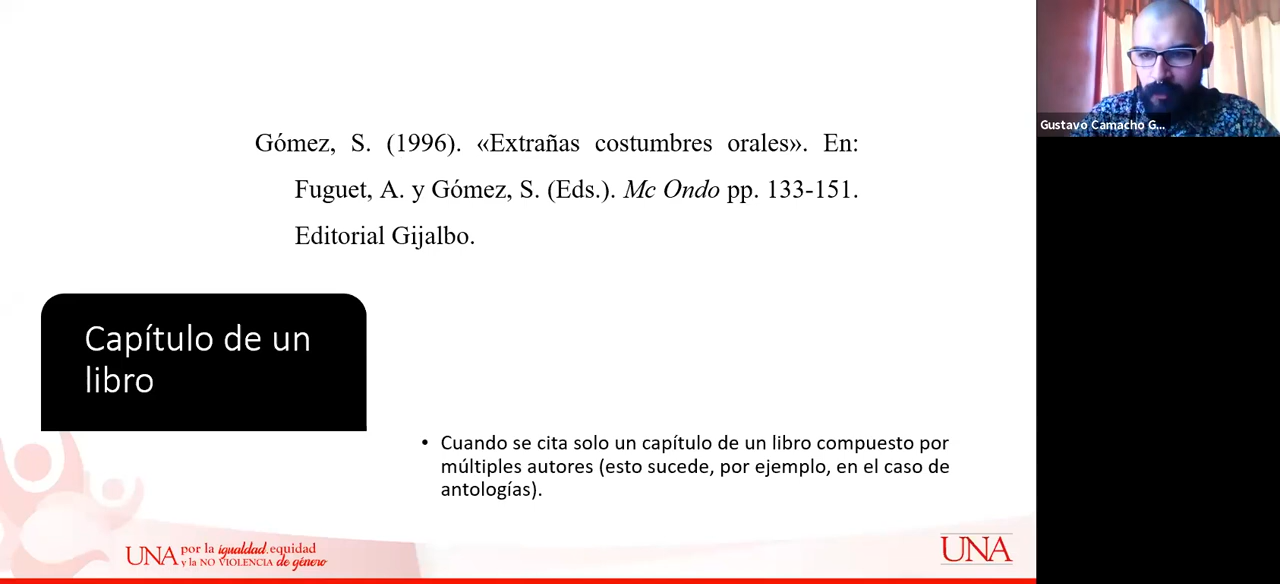 Gómez, S. (1996). «Extrañas costumbres orales». En:
Fuguet, A. y Gómez, S. (Eds.). Mc Ondo pp. 133-151.
Editorial Gijalbo.
Capítulo de un
libro
• Cuando se cita solo un capítulo de un libro compuesto por
múltiples autores (esto sucede, por ejemplo, en el caso de
antologías).
UNA por la igualdad, equidad
y la NO VIOLENCIA de género
UNA
Gustavo Camacho G...